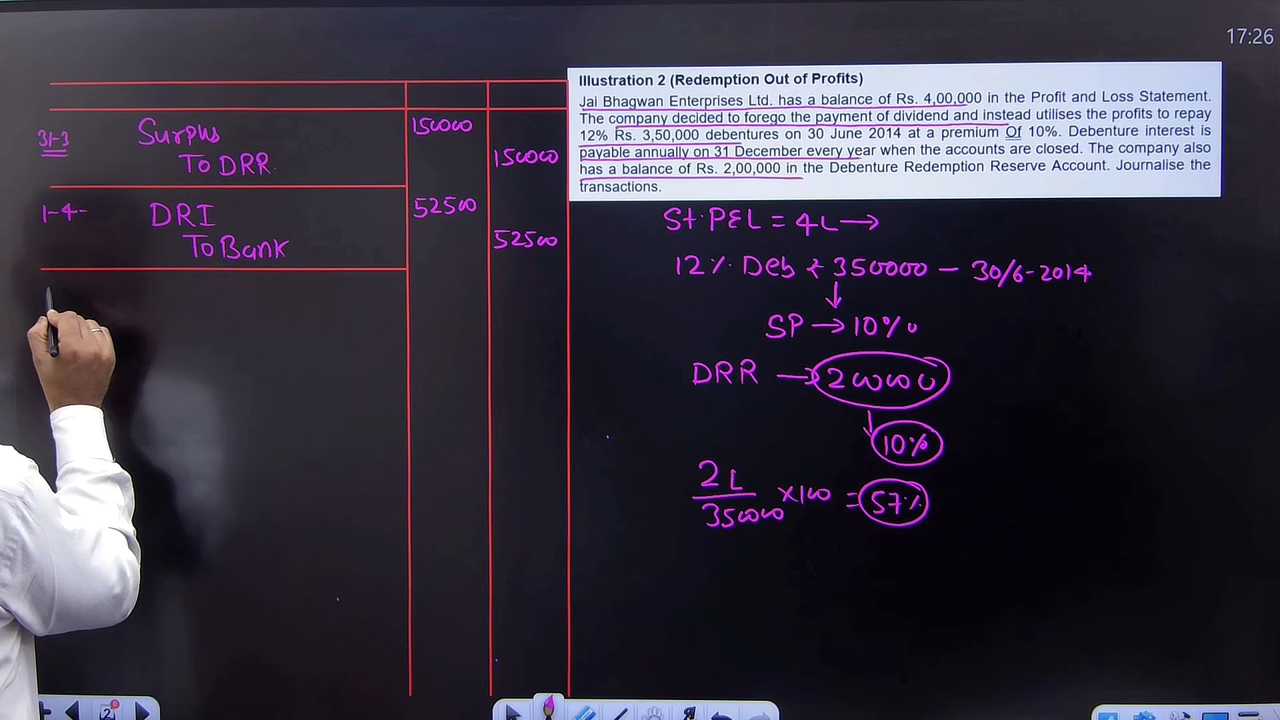 17:26
Illustration 2 (Redemption Out of Profits)
Jai Bhagwan Enterprises Ltd. has a balance of Rs. 4,00,000 in the Profit and Loss Statement.
The company decided to forego the payment of dividend and instead utilises the profits to repay
12% Rs. 3,50,000 debentures on 30 June 2014 at a premium Of 10%. Debenture interest is
payable annually on 31 December every year when the accounts are closed. The company also
has a balance of Rs. 2,00,000 in the Debenture Redemption Reserve Account. Journalise the
transactions.
31-3 Surplus 150000
To DRR 150000
1-4- DRI 52500
To Bank 52500
St. P&L = 4L →
12% Deb ₹ 350000 - 30/6-2014
↓
SP → 10%
DRR → 200000
↓
10%
2L
350000 ×100 = 57%
2